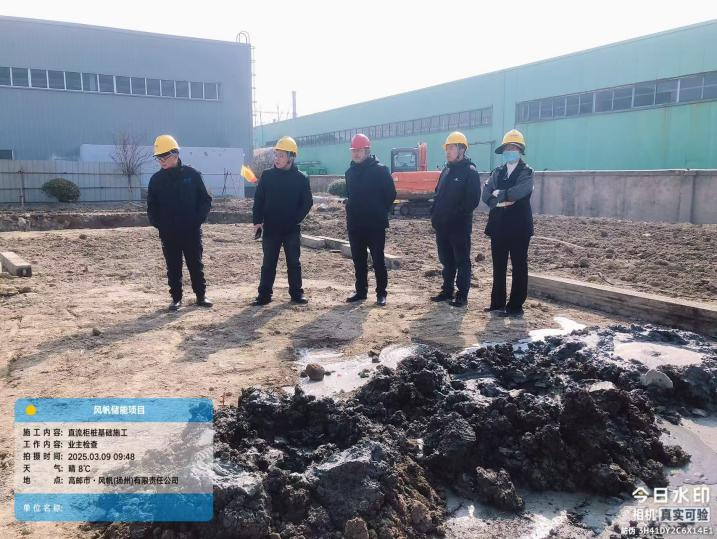 风帆储能项目
施工内容：直流柜桩基础施工
工作内容：业主检查
拍摄时间：2025.03.09 09:48
天　　气：晴 8℃
地　　点：高邮市·风帆(扬州)有限责任公司
单位名称:
今日水印
相机 真实可验
防伪 3H41DY2C6X14E1